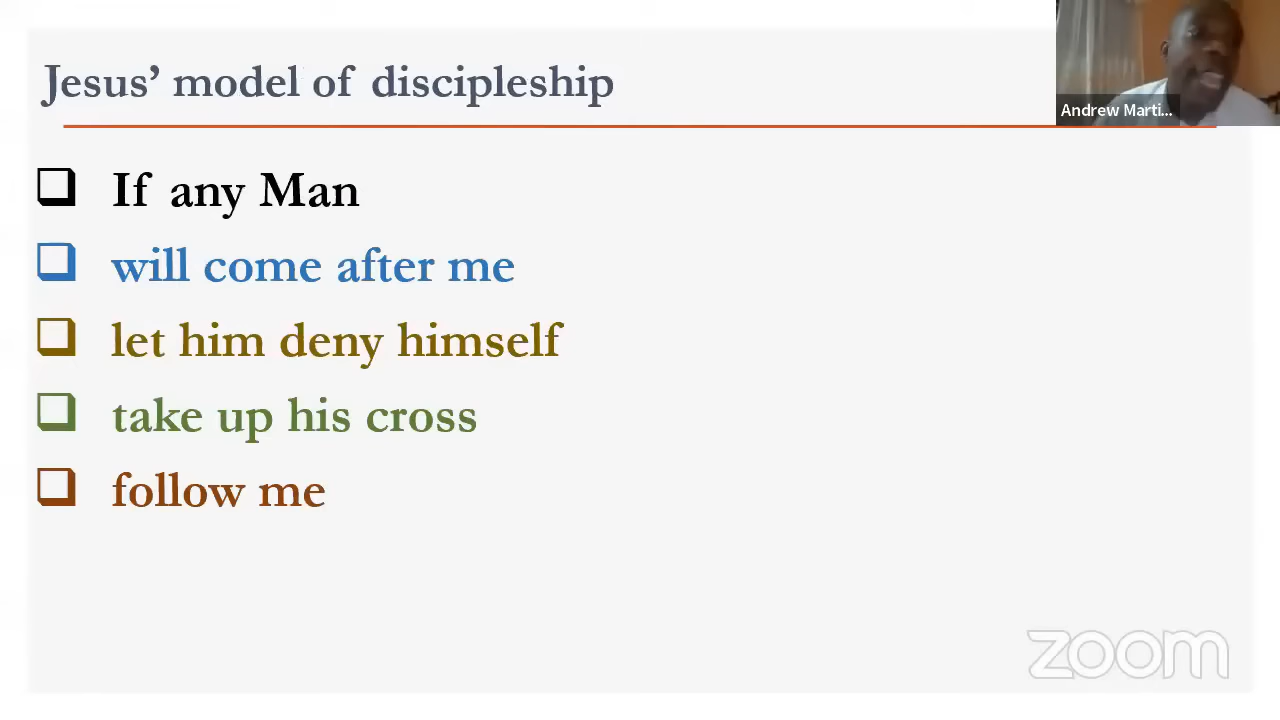 Jesus’ model of discipleship
Andrew Marti...
If any Man
will come after me
let him deny himself
take up his cross
follow me
zoom